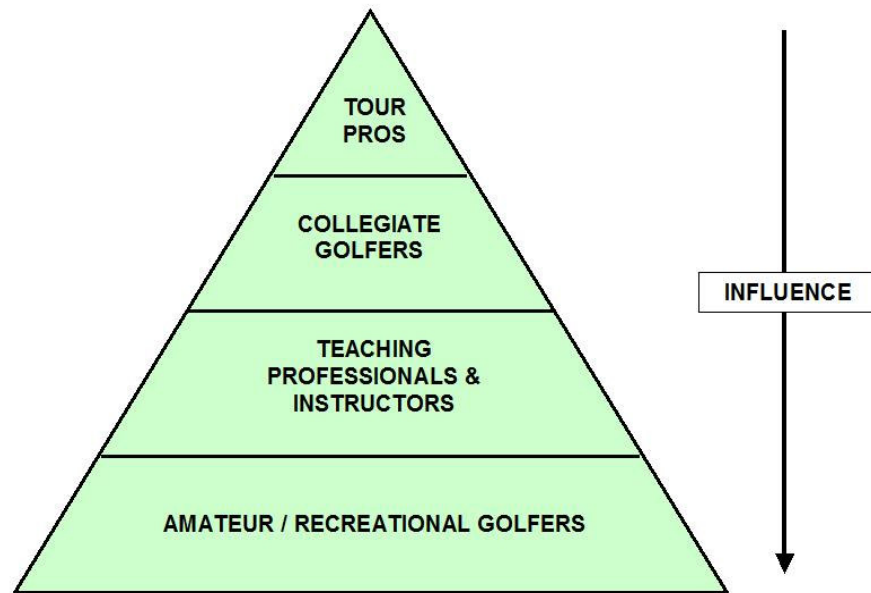 TOUR
PROS
COLLEGIATE
GOLFERS
INFLUENCE
TEACHING
PROFESSIONALS &
INSTRUCTORS
AMATEUR / RECREATIONAL GOLFERS